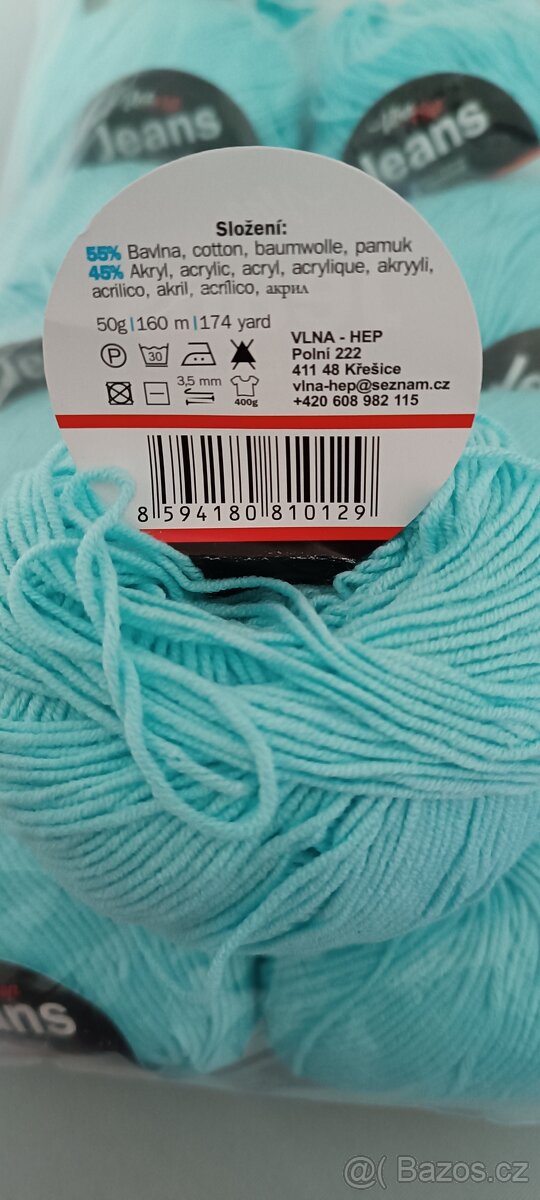 Jeans
Jeans
Složení:
55% Bavlna, cotton, baumwolle, pamuk
45% Akryl, acrylic, acryl, acrylique, akryyli,
acrilico, akril, acrílico, акрил
50g|160 m|174 yard
P
30
3,5 mm
400g
VLNA - HEP
Polní 222
411 48 Křešice
vlna-hep@seznam.cz
+420 608 982 115
8 594180 810129
ans
@( Bazos.cz